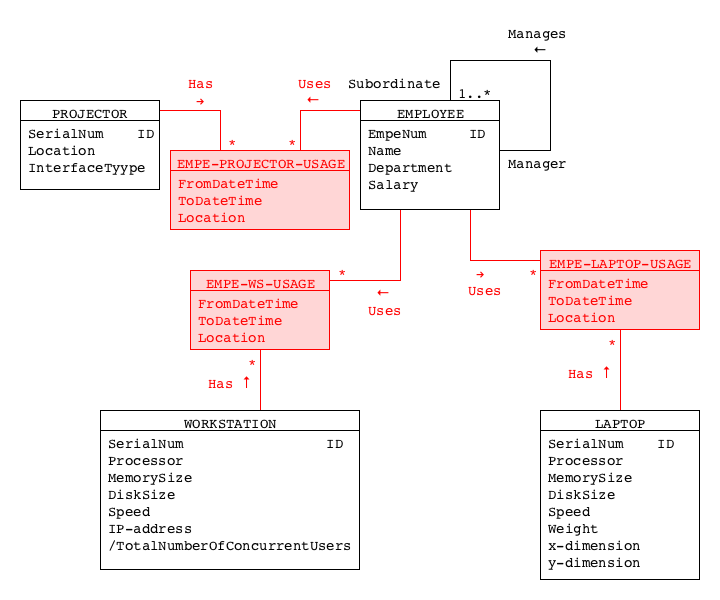 Manages
←
Has
Uses
Subordinate
→
←
1..*
PROJECTOR
EMPLOYEE
SerialNum ID
Location
InterfaceTyype
* *
EmpeNum ID
Name
Department
Salary
Manager
EMPE-PROJECTOR-USAGE
FromDateTime
ToDateTime
Location
EMPE-WS-USAGE
FromDateTime
ToDateTime
Location
*
←
Uses
→
Uses
*
EMPE-LAPTOP-USAGE
FromDateTime
ToDateTime
Location
*
Has ↑
*
Has ↑
WORKSTATION
SerialNum ID
Processor
MemorySize
DiskSize
Speed
IP-address
/TotalNumberOfConcurrentUsers
LAPTOP
SerialNum ID
Processor
MemorySize
DiskSize
Speed
Weight
x-dimension
y-dimension